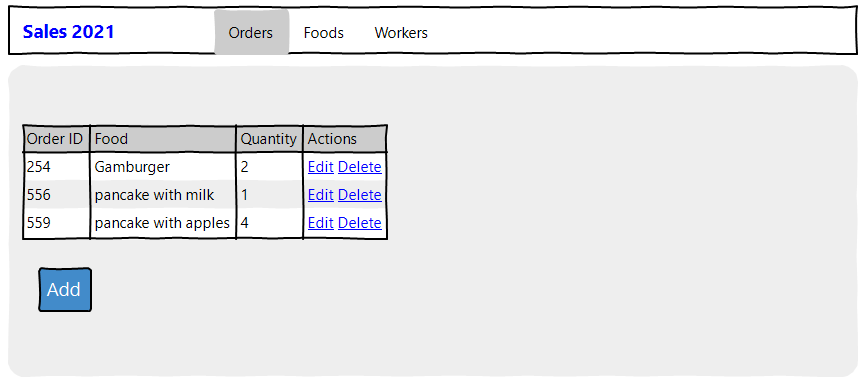 Sales 2021 Orders Foods Workers
Order ID Food Quantity Actions
254 Gamburger 2 Edit Delete
556 pancake with milk 1 Edit Delete
559 pancake with apples 4 Edit Delete
Add